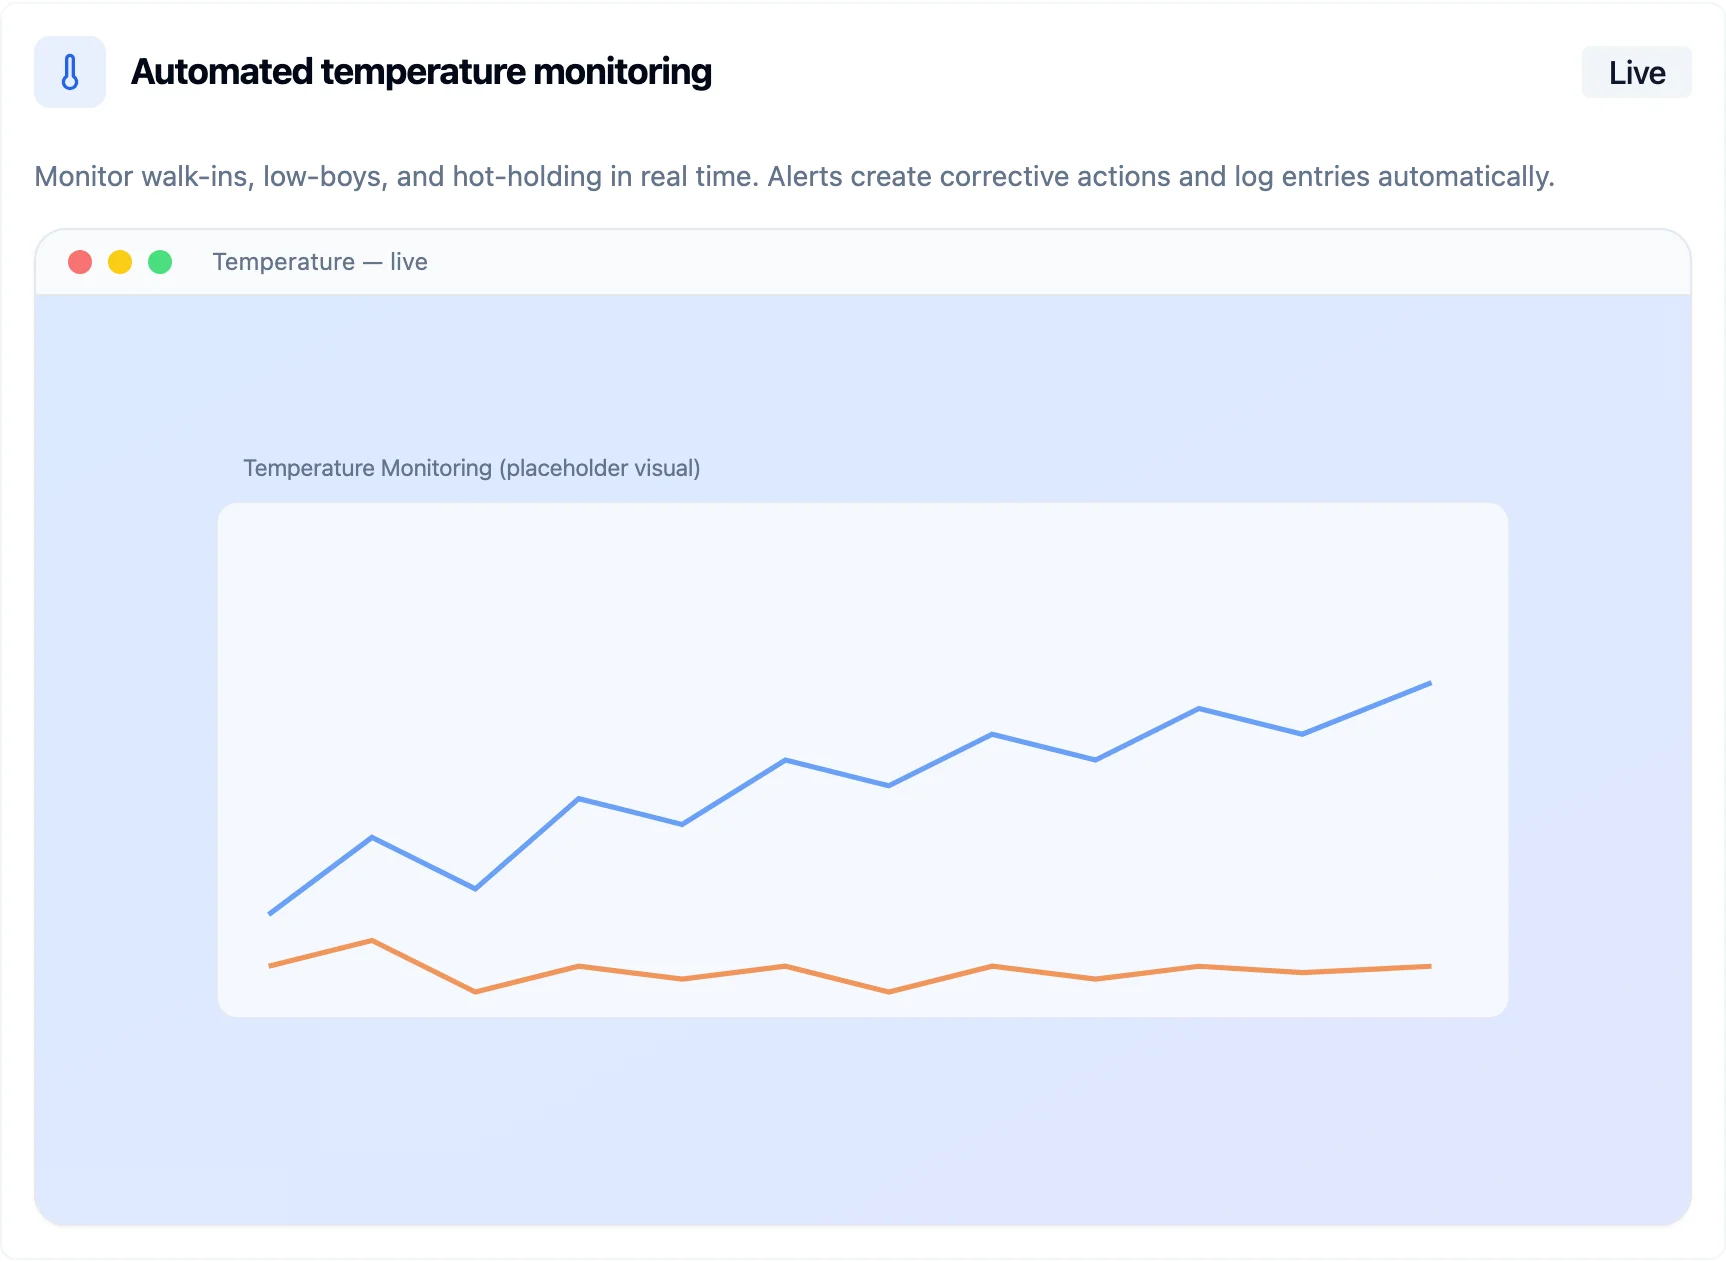 Automated temperature monitoring
Live
Monitor walk-ins, low-boys, and hot-holding in real time. Alerts create corrective actions and log entries automatically.
Temperature — live
Temperature Monitoring (placeholder visual)